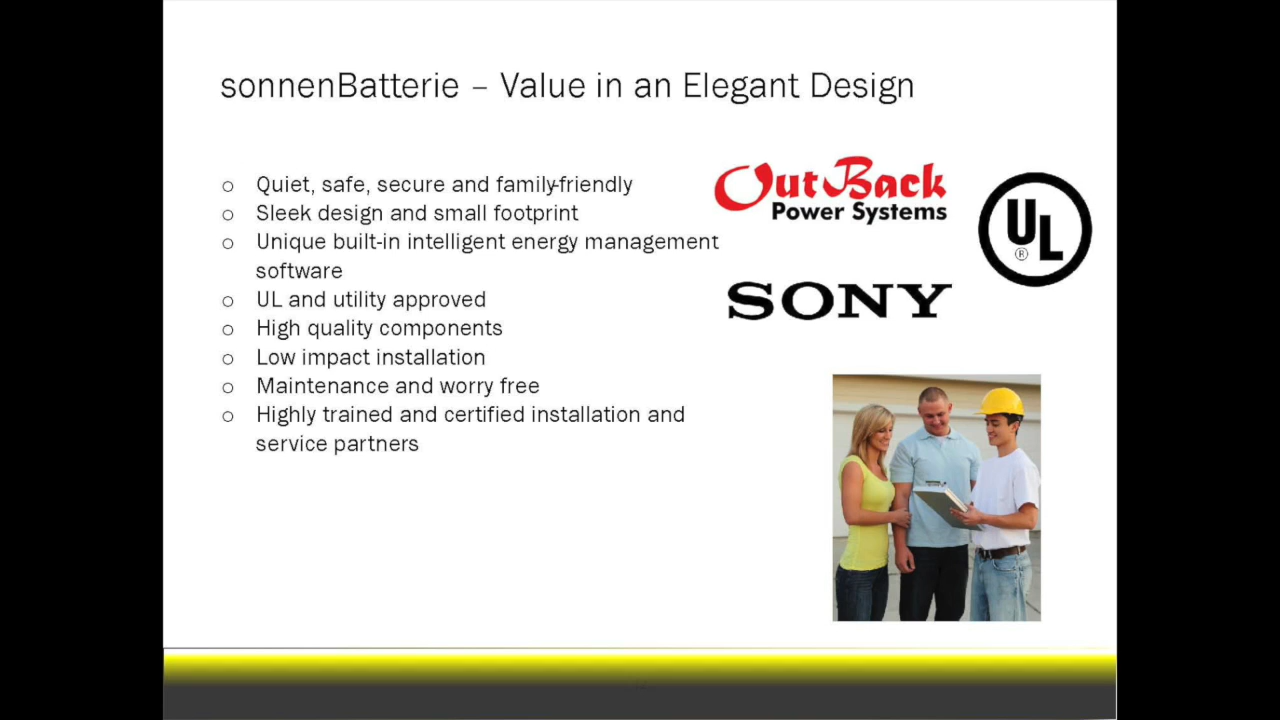 sonnenBatterie – Value in an Elegant Design
o Quiet, safe, secure and family-friendly
o Sleek design and small footprint
o Unique built-in intelligent energy management
software
o UL and utility approved
o High quality components
o Low impact installation
o Maintenance and worry free
o Highly trained and certified installation and
service partners
OutBack
Power Systems
UL
®
SONY